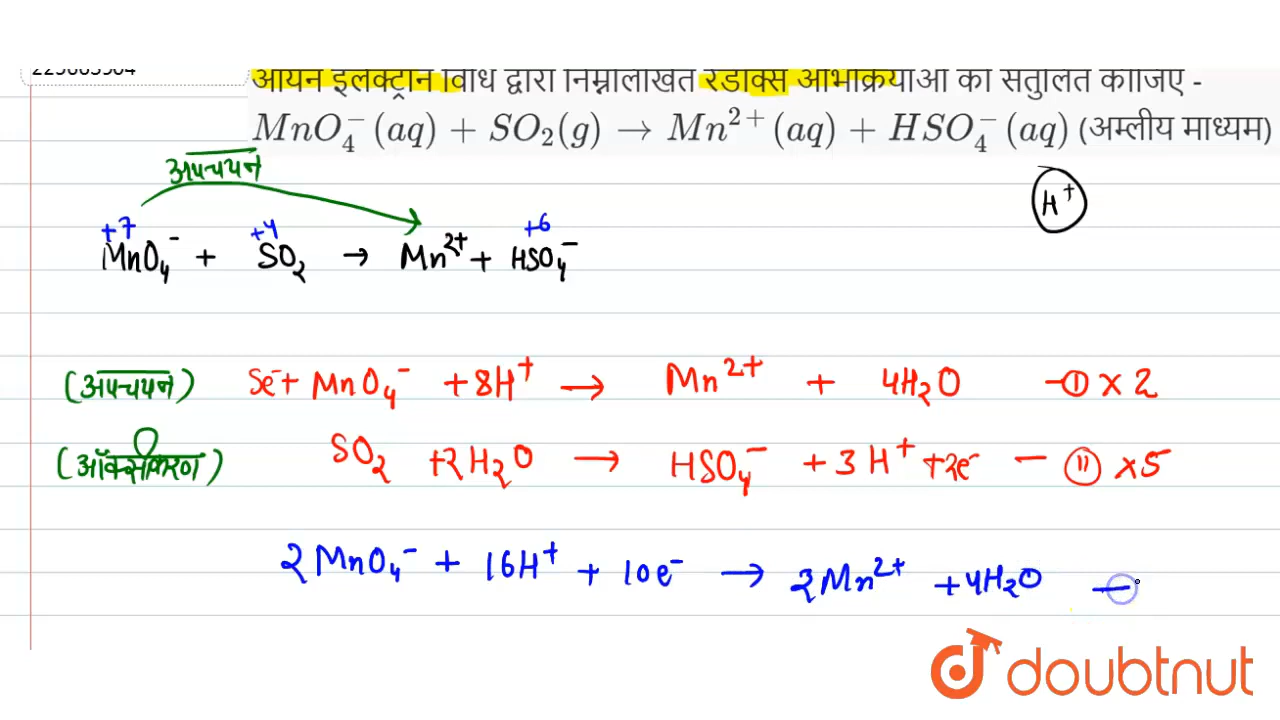 आयन इलेक्ट्रॉन विधि द्वारा निम्नलिखित रेडॉक्स अभिक्रियाओं को संतुलित कीजिए -
MnO₄⁻ (aq) + SO₂(g) → Mn²⁺ (aq) + HSO₄⁻ (aq) (अम्लीय माध्यम)
अपचयन
H⁺
+7 +4 +6
MnO₄⁻ + SO₂ → Mn²⁺ + HSO₄⁻
(अपचयन) 5e⁻+ MnO₄⁻ +8H⁺ → Mn²⁺ + 4H₂O —① × 2
(ऑक्सीकरण) SO₂ +2H₂O → HSO₄⁻ + 3H⁺ +2e⁻ — ⑪ ×5
2MnO₄⁻ + 16H⁺ + 10e⁻ → 2Mn²⁺ +4H₂O —
doubtnut